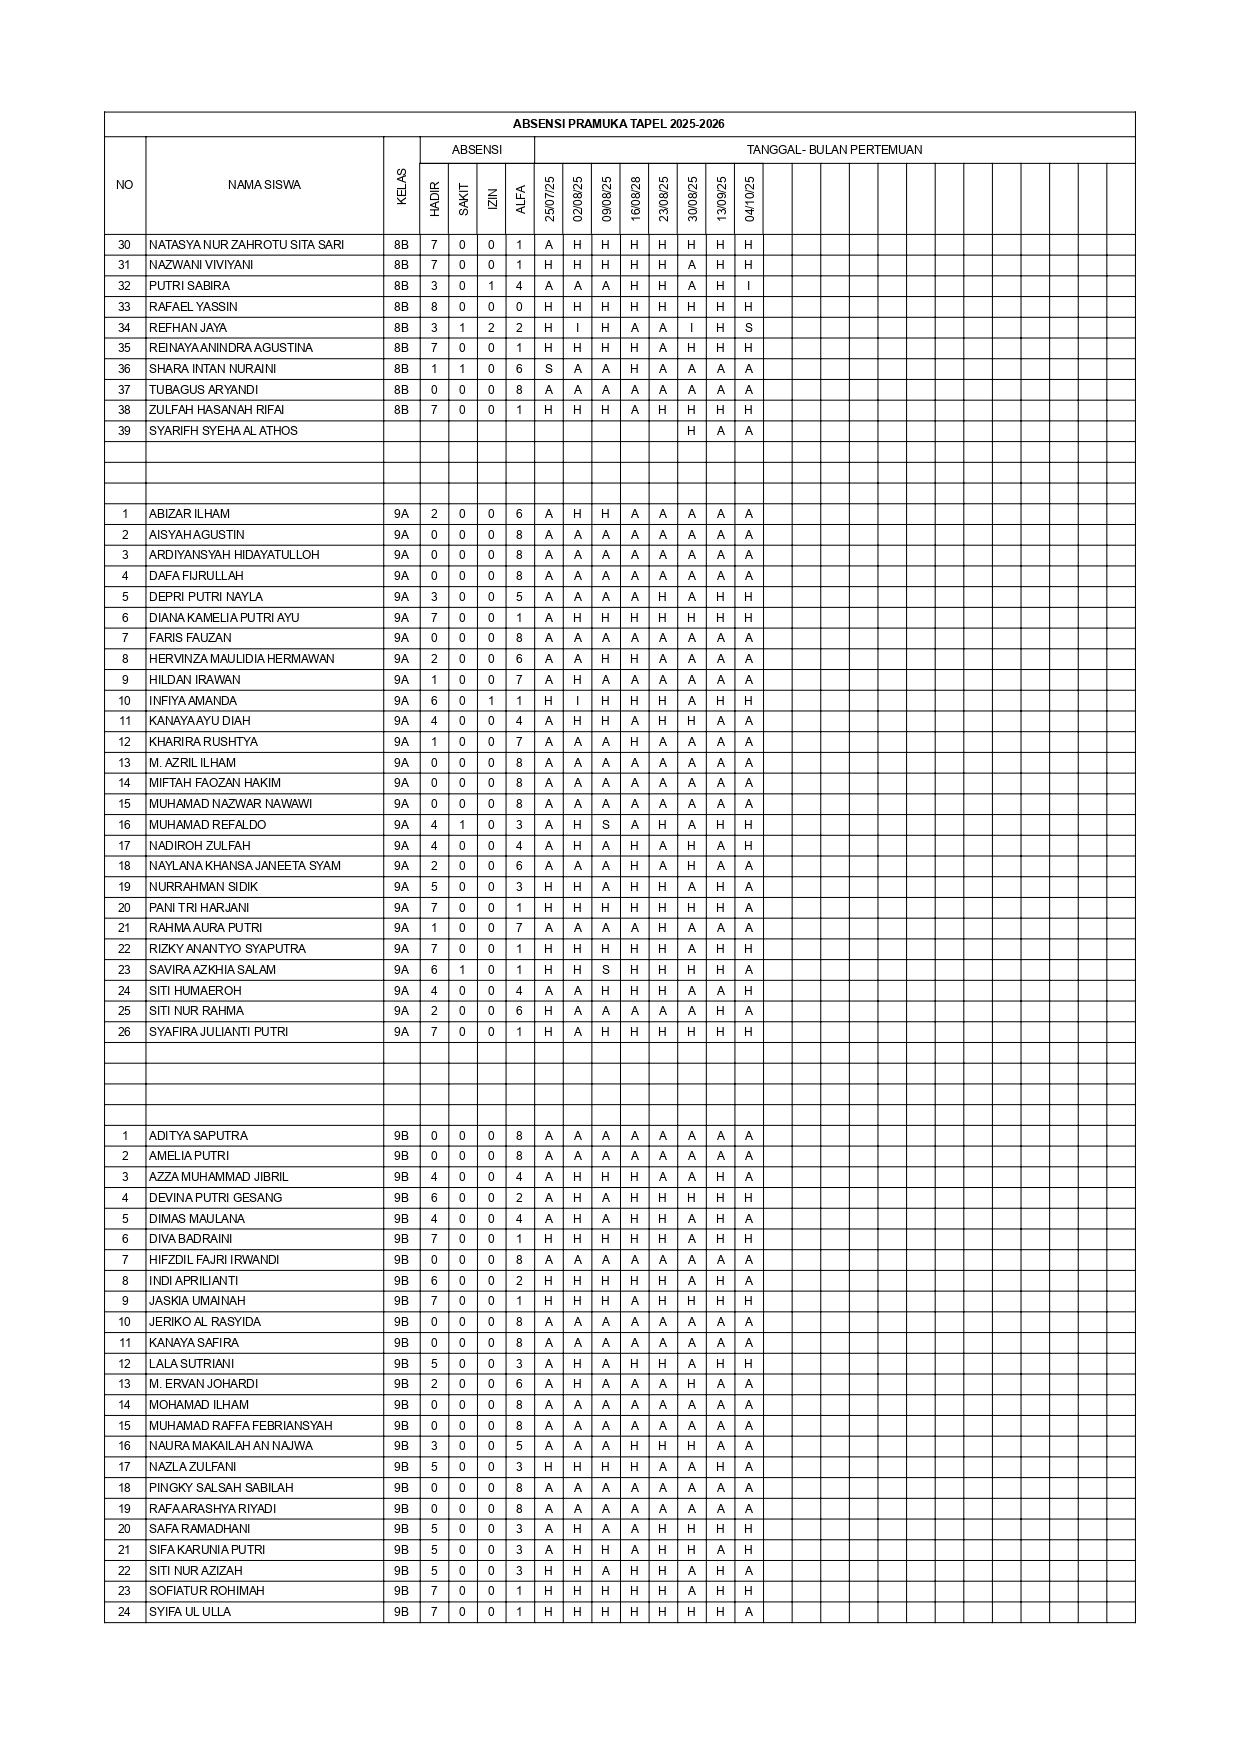 ABSENSI PRAMUKA TAPEL 2025-2026
NO NAMA SISWA KELAS ABSENSI TANGGAL- BULAN PERTEMUAN
HADIR SAKIT IZIN ALFA 25/07/25 02/08/25 09/08/25 16/08/28 23/08/25 30/08/25 13/09/25 04/10/25
30 NATASYA NUR ZAHROTU SITA SARI 8B 7 0 0 1 A H H H H H H H
31 NAZWANI VIVIYANI 8B 7 0 0 1 H H H H H A H H
32 PUTRI SABIRA 8B 3 0 1 4 A A A H H A H I
33 RAFAEL YASSIN 8B 8 0 0 0 H H H H H H H H
34 REFHAN JAYA 8B 3 1 2 2 H I H A A I H S
35 REINAYA ANINDRA AGUSTINA 8B 7 0 0 1 H H H H A H H H
36 SHARA INTAN NURAINI 8B 1 1 0 6 S A A H A A A A
37 TUBAGUS ARYANDI 8B 0 0 0 8 A A A A A A A A
38 ZULFAH HASANAH RIFAI 8B 7 0 0 1 H H H A H H H H
39 SYARIFH SYEHA AL ATHOS H A A
1 ABIZAR ILHAM 9A 2 0 0 6 A H H A A A A A
2 AISYAH AGUSTIN 9A 0 0 0 8 A A A A A A A A
3 ARDIYANSYAH HIDAYATULLOH 9A 0 0 0 8 A A A A A A A A
4 DAFA FIJRULLAH 9A 0 0 0 8 A A A A A A A A
5 DEPRI PUTRI NAYLA 9A 3 0 0 5 A A A A H A H H
6 DIANA KAMELIA PUTRI AYU 9A 7 0 0 1 A H H H H H H H
7 FARIS FAUZAN 9A 0 0 0 8 A A A A A A A A
8 HERVINZA MAULIDIA HERMAWAN 9A 2 0 0 6 A A H H A A A A
9 HILDAN IRAWAN 9A 1 0 0 7 A H A A A A A A
10 INFIYA AMANDA 9A 6 0 1 1 H I H H H A H H
11 KANAYA AYU DIAH 9A 4 0 0 4 A H H A H H A A
12 KHARIRA RUSHTYA 9A 1 0 0 7 A A A H A A A A
13 M. AZRIL ILHAM 9A 0 0 0 8 A A A A A A A A
14 MIFTAH FAOZAN HAKIM 9A 0 0 0 8 A A A A A A A A
15 MUHAMAD NAZWAR NAWAWI 9A 0 0 0 8 A A A A A A A A
16 MUHAMAD REFALDO 9A 4 1 0 3 A H S A H A H H
17 NADIROH ZULFAH 9A 4 0 0 4 A H A H A H A H
18 NAYLANA KHANSA JANEETA SYAM 9A 2 0 0 6 A A A H A H A A
19 NURRAHMAN SIDIK 9A 5 0 0 3 H H A H H A H A
20 PANI TRI HARJANI 9A 7 0 0 1 H H H H H H H A
21 RAHMA AURA PUTRI 9A 1 0 0 7 A A A A H A A A
22 RIZKY ANANTYO SYAPUTRA 9A 7 0 0 1 H H H H H A H H
23 SAVIRA AZKHIA SALAM 9A 6 1 0 1 H H S H H H H A
24 SITI HUMAEROH 9A 4 0 0 4 A A H H H A A H
25 SITI NUR RAHMA 9A 2 0 0 6 H A A A A A H A
26 SYAFIRA JULIANTI PUTRI 9A 7 0 0 1 H A H H H H H H
1 ADITYA SAPUTRA 9B 0 0 0 8 A A A A A A A A
2 AMELIA PUTRI 9B 0 0 0 8 A A A A A A A A
3 AZZA MUHAMMAD JIBRIL 9B 4 0 0 4 A H H H A A H A
4 DEVINA PUTRI GESANG 9B 6 0 0 2 A H A H H H H H
5 DIMAS MAULANA 9B 4 0 0 4 A H A H H A H A
6 DIVA BADRAINI 9B 7 0 0 1 H H H H H A H H
7 HIFZDIL FAJRI IRWANDI 9B 0 0 0 8 A A A A A A A A
8 INDI APRILIANTI 9B 6 0 0 2 H H H H H A H A
9 JASKIA UMAINAH 9B 7 0 0 1 H H H A H H H H
10 JERIKO AL RASYIDA 9B 0 0 0 8 A A A A A A A A
11 KANAYA SAFIRA 9B 0 0 0 8 A A A A A A A A
12 LALA SUTRIANI 9B 5 0 0 3 A H A H H A H H
13 M. ERVAN JOHARDI 9B 2 0 0 6 A H A A A H A A
14 MOHAMAD ILHAM 9B 0 0 0 8 A A A A A A A A
15 MUHAMAD RAFFA FEBRIANSYAH 9B 0 0 0 8 A A A A A A A A
16 NAURA MAKAILAH AN NAJWA 9B 3 0 0 5 A A A H H H A A
17 NAZLA ZULFANI 9B 5 0 0 3 H H H H A A H A
18 PINGKY SALSAH SABILAH 9B 0 0 0 8 A A A A A A A A
19 RAFA ARASHYA RIYADI 9B 0 0 0 8 A A A A A A A A
20 SAFA RAMADHANI 9B 5 0 0 3 A H A A H H H H
21 SIFA KARUNIA PUTRI 9B 5 0 0 3 A H H A H H A H
22 SITI NUR AZIZAH 9B 5 0 0 3 H H A H H A H A
23 SOFIATUR ROHIMAH 9B 7 0 0 1 H H H H H A H H
24 SYIFA UL ULLA 9B 7 0 0 1 H H H H H H H A